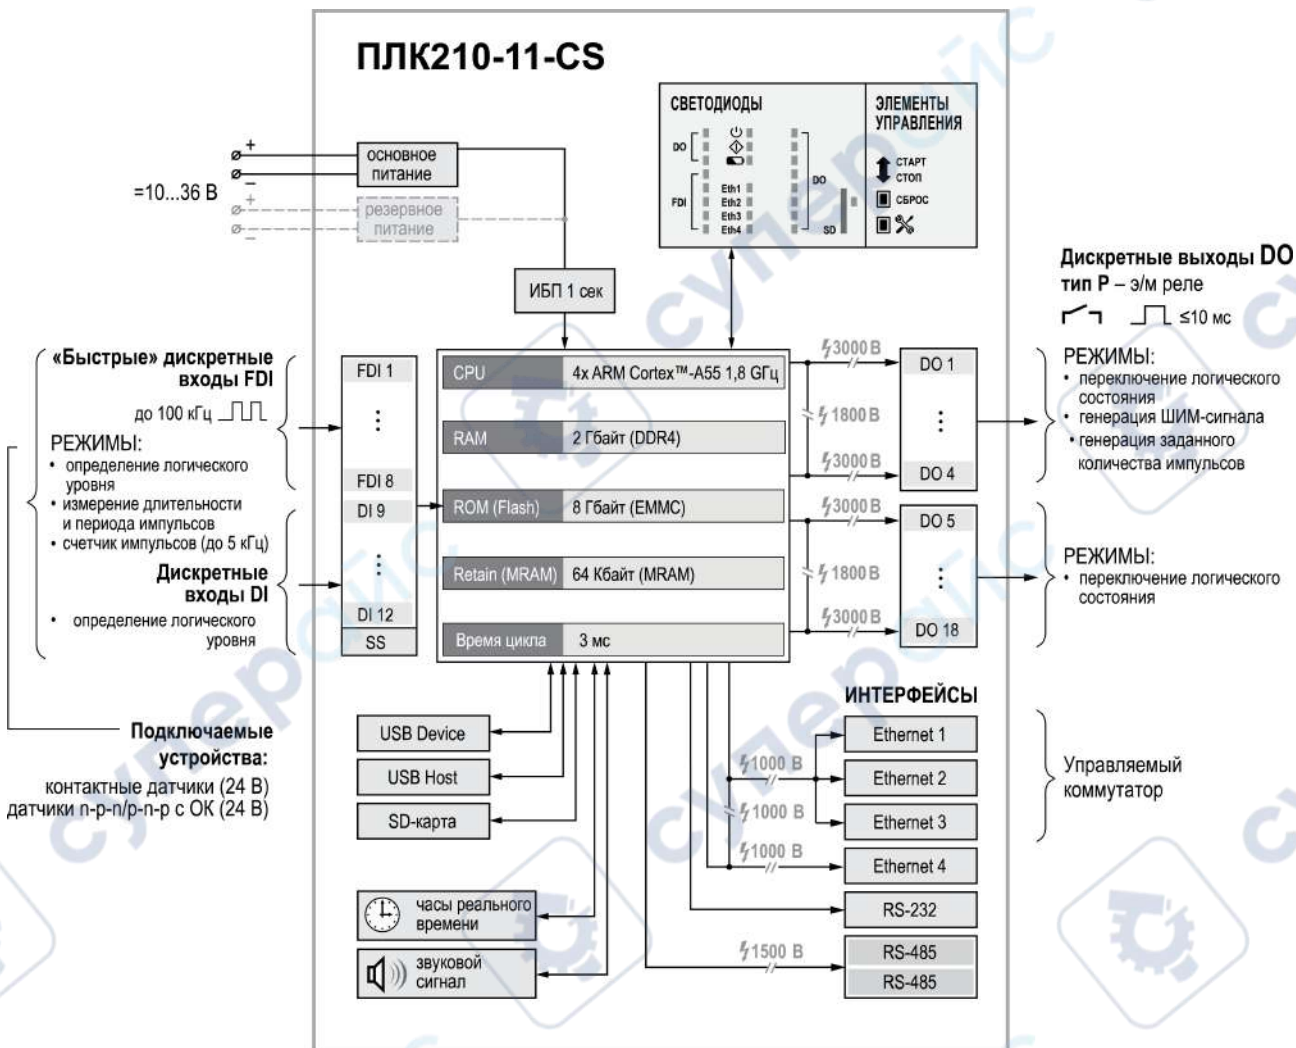 ПЛК210-11-CS
СВЕТОДИОДЫ
DO
FDI
Eth1
Eth2
Eth3
Eth4
DO
SD
ЭЛЕМЕНТЫ
УПРАВЛЕНИЯ
СТАРТ
СТОП
СБРОС
=10...36 В
+
−
+
−
основное
питание
резервное
питание
ИБП 1 сек
«Быстрые» дискретные
входы FDI
до 100 кГц
РЕЖИМЫ:
• определение логического
уровня
• измерение длительности
и периода импульсов
• счетчик импульсов (до 5 кГц)
Дискретные
входы DI
• определение логического
уровня
Подключаемые
устройства:
контактные датчики (24 В)
датчики n-p-n/p-n-p с ОК (24 В)
FDI 1
FDI 8
DI 9
DI 12
SS
CPU 4x ARM Cortex™-A55 1,8 ГГц
RAM 2 Гбайт (DDR4)
ROM (Flash) 8 Гбайт (EMMC)
Retain (MRAM) 64 Кбайт (MRAM)
Время цикла 3 мс
3000 В
1800 В
3000 В
3000 В
1800 В
3000 В
DO 1
DO 4
DO 5
DO 18
Дискретные выходы DO
тип Р – э/м реле
≤10 мс
РЕЖИМЫ:
• переключение логического
состояния
• генерация ШИМ-сигнала
• генерация заданного
количества импульсов
РЕЖИМЫ:
• переключение логического
состояния
USB Device
USB Host
SD-карта
часы реального
времени
звуковой
сигнал
ИНТЕРФЕЙСЫ
1000 В
1000 В
1000 В
1500 В
Ethernet 1
Ethernet 2
Ethernet 3
Ethernet 4
RS-232
RS-485
RS-485
Управляемый
коммутатор
суперайс
суперайс
суперайс